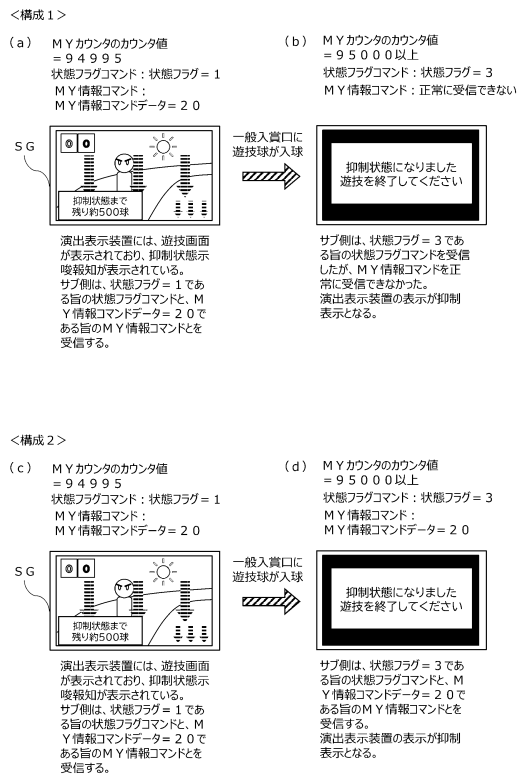 ＜構成１＞
（ａ）
ＭＹカウンタのカウンタ値
＝９４９９５
状態フラグコマンド：状態フラグ＝１
ＭＹ情報コマンド：
ＭＹ情報コマンドデータ＝２０
ＳＧ
０ ０
抑制状態まで
残り約500球
演出表示装置には、遊技画面
が表示されており、抑制状態示
唆報知が表示されている。
サブ側は、状態フラグ＝１であ
る旨の状態フラグコマンドと、Ｍ
Ｙ情報コマンドデータ＝２０で
ある旨のＭＹ情報コマンドとを
受信する。
一般入賞口に
遊技球が入球
（ｂ）
ＭＹカウンタのカウンタ値
＝９５０００以上
状態フラグコマンド：状態フラグ＝３
ＭＹ情報コマンド：正常に受信できない
抑制状態になりました
遊技を終了してください
サブ側は、状態フラグ＝３であ
る旨の状態フラグコマンドを受信
したが、ＭＹ情報コマンドを正
常に受信できなかった。
演出表示装置の表示が抑制
表示となる。
＜構成２＞
（ｃ）
ＭＹカウンタのカウンタ値
＝９４９９５
状態フラグコマンド：状態フラグ＝１
ＭＹ情報コマンド：
ＭＹ情報コマンドデータ＝２０
ＳＧ
０ ０
抑制状態まで
残り約500球
演出表示装置には、遊技画面
が表示されており、抑制状態示
唆報知が表示されている。
サブ側は、状態フラグ＝１であ
る旨の状態フラグコマンドと、Ｍ
Ｙ情報コマンドデータ＝２０で
ある旨のＭＹ情報コマンドとを
受信する。
一般入賞口に
遊技球が入球
（ｄ）
ＭＹカウンタのカウンタ値
＝９５０００以上
状態フラグコマンド：状態フラグ＝３
ＭＹ情報コマンド：
ＭＹ情報コマンドデータ＝２０
抑制状態になりました
遊技を終了してください
サブ側は、状態フラグ＝３であ
る旨の状態フラグコマンドと、Ｍ
Ｙ情報コマンドデータ＝２０で
ある旨のＭＹ情報コマンドとを
受信する。
演出表示装置の表示が抑制
表示となる。